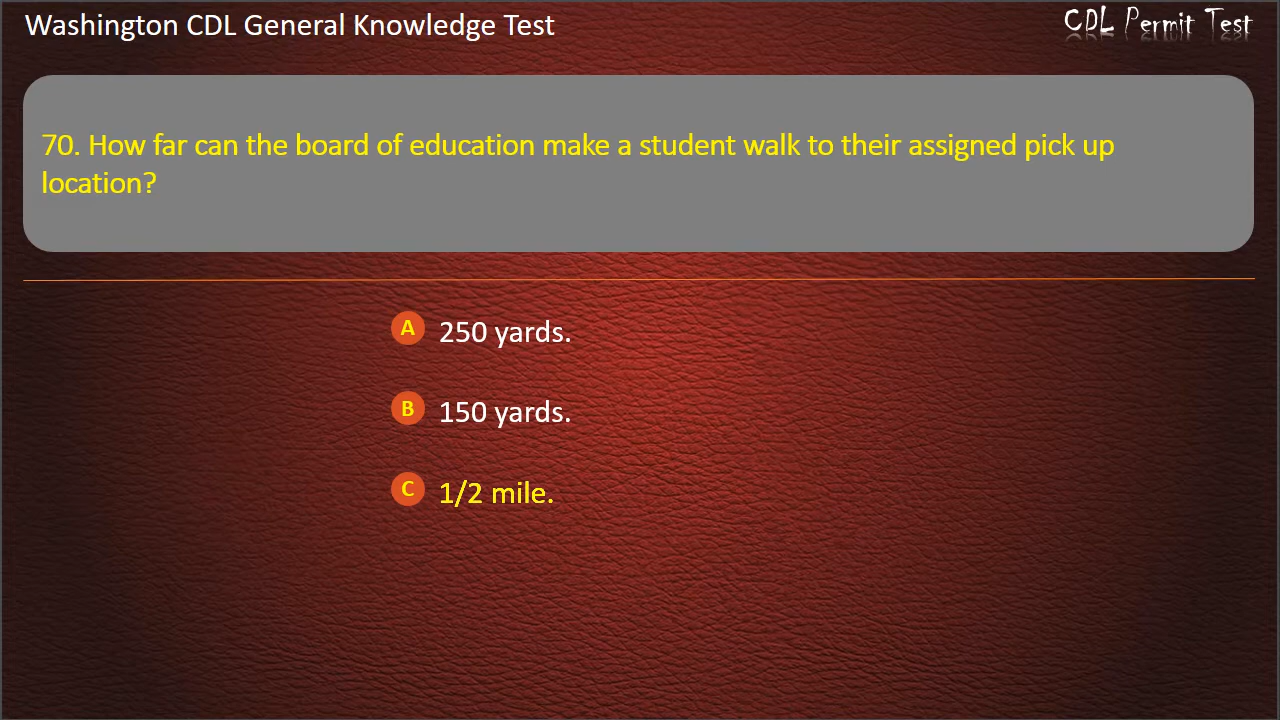 Washington CDL General Knowledge Test
CDL Permit Test
70. How far can the board of education make a student walk to their assigned pick up
location?
A 250 yards.
B 150 yards.
C 1/2 mile.